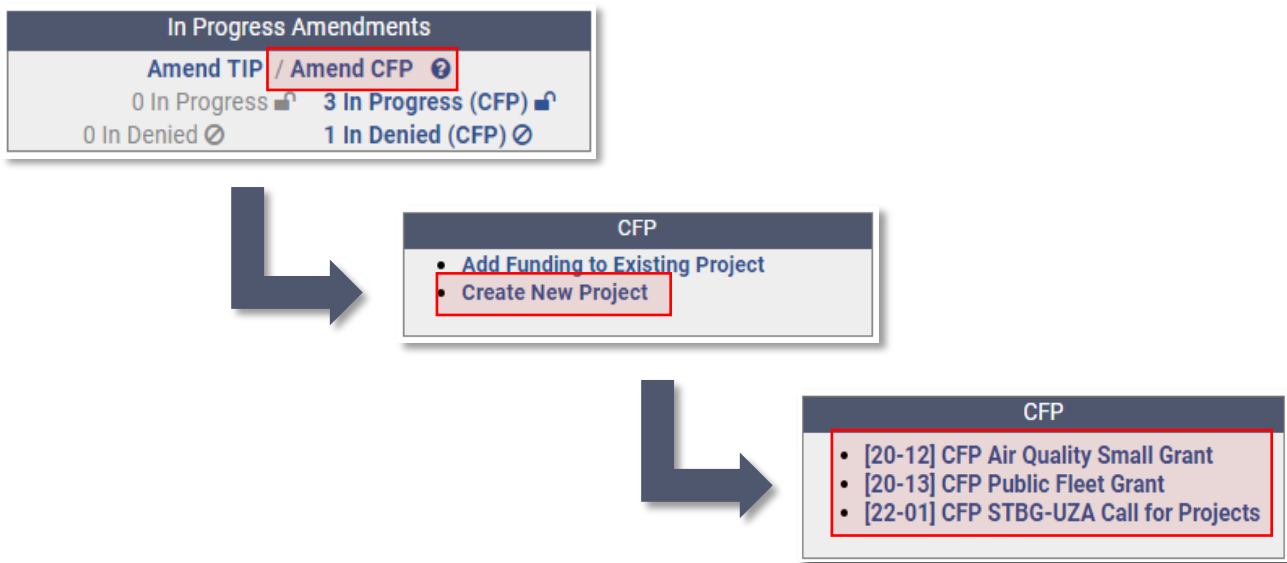 In Progress Amendments
Amend TIP / Amend CFP
0 In Progress 3 In Progress (CFP)
0 In Denied 1 In Denied (CFP)
CFP
• Add Funding to Existing Project
• Create New Project
CFP
• [20-12] CFP Air Quality Small Grant
• [20-13] CFP Public Fleet Grant
• [22-01] CFP STBG-UZA Call for Projects